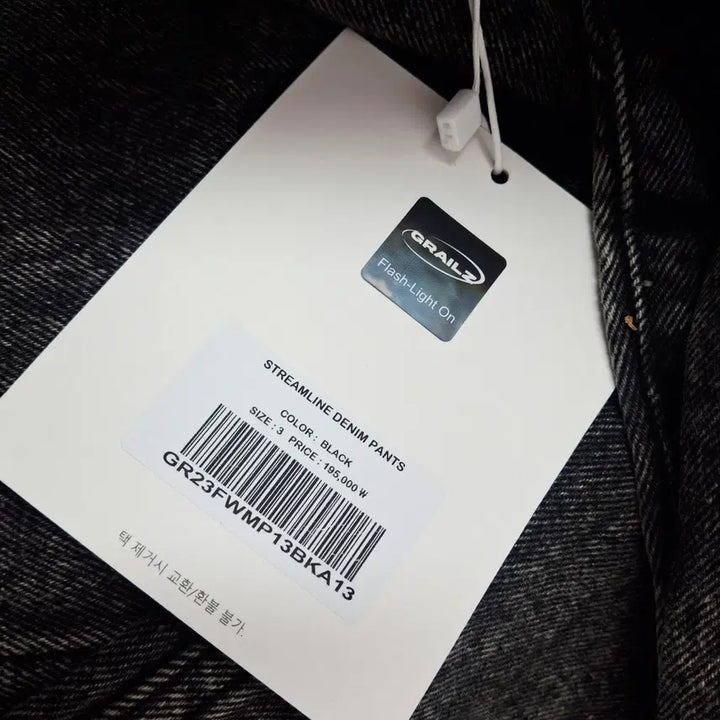 GRAILZ
Flash-Light On
STREAMLINE DENIM PANTS
COLOR : BLACK
SIZE : 3 PRICE : 195,000 ₩
GR23FWMP13BKA13
택 제거시 교환/환불 불가.